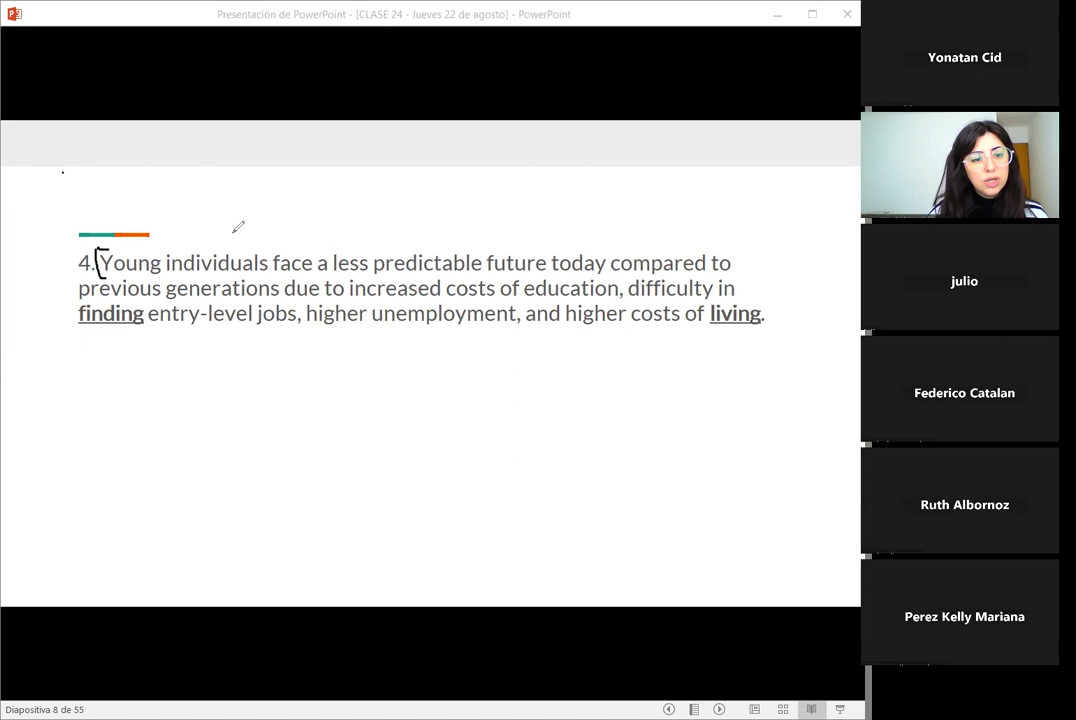 Presentación de PowerPoint - [CLASE 24 - Jueves 22 de agosto] - PowerPoint
4. Young individuals face a less predictable future today compared to
previous generations due to increased costs of education, difficulty in
finding entry-level jobs, higher unemployment, and higher costs of living.
Diapositiva 8 de 55
Yonatan Cid
julio
Federico Catalan
Ruth Albornoz
Perez Kelly Mariana